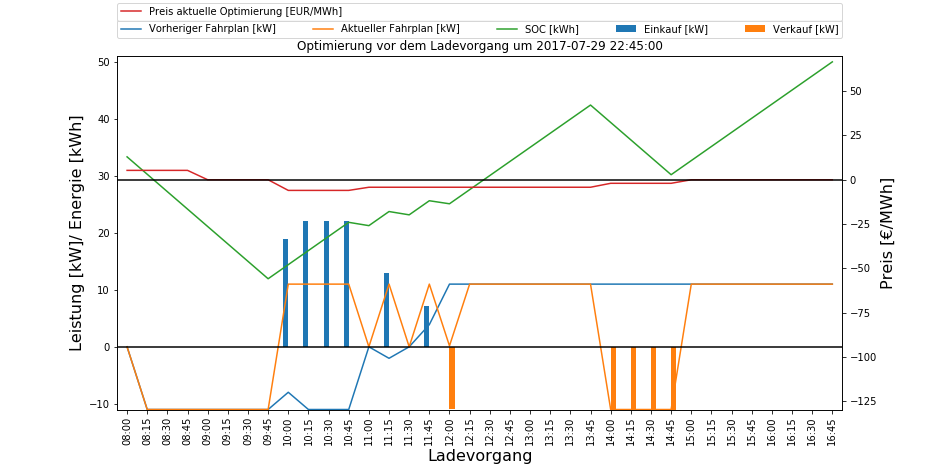 Preis aktuelle Optimierung [EUR/MWh]
Vorheriger Fahrplan [kW] Aktueller Fahrplan [kW] SOC [kWh] Einkauf [kW] Verkauf [kW]
Optimierung vor dem Ladevorgang um 2017-07-29 22:45:00
Leistung [kW]/ Energie [kWh]
50
40
30
20
10
0
−10
50
25
0
−25
−50
−75
−100
−125
Preis [€/MWh]
08:00 08:15 08:30 08:45 09:00 09:15 09:30 09:45 10:00 10:15 10:30 10:45 11:00 11:15 11:30 11:45 12:00 12:15 12:30 12:45 13:00 13:15 13:30 13:45 14:00 14:15 14:30 14:45 15:00 15:15 15:30 15:45 16:00 16:15 16:30 16:45
Ladevorgang